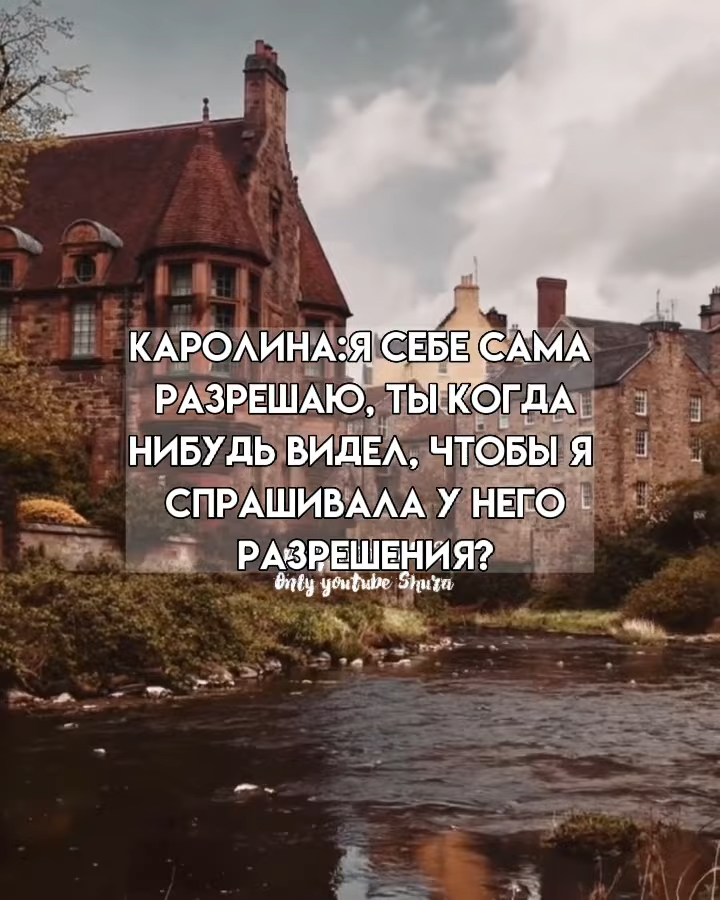 КАРОЛИНА:Я СЕБЕ САМА
РАЗРЕШАЮ, ТЫ КОГДА
НИБУДЬ ВИДЕЛ, ЧТОБЫ Я
СПРАШИВАЛА У НЕГО
РАЗРЕШЕНИЯ?
Only youtube Shura